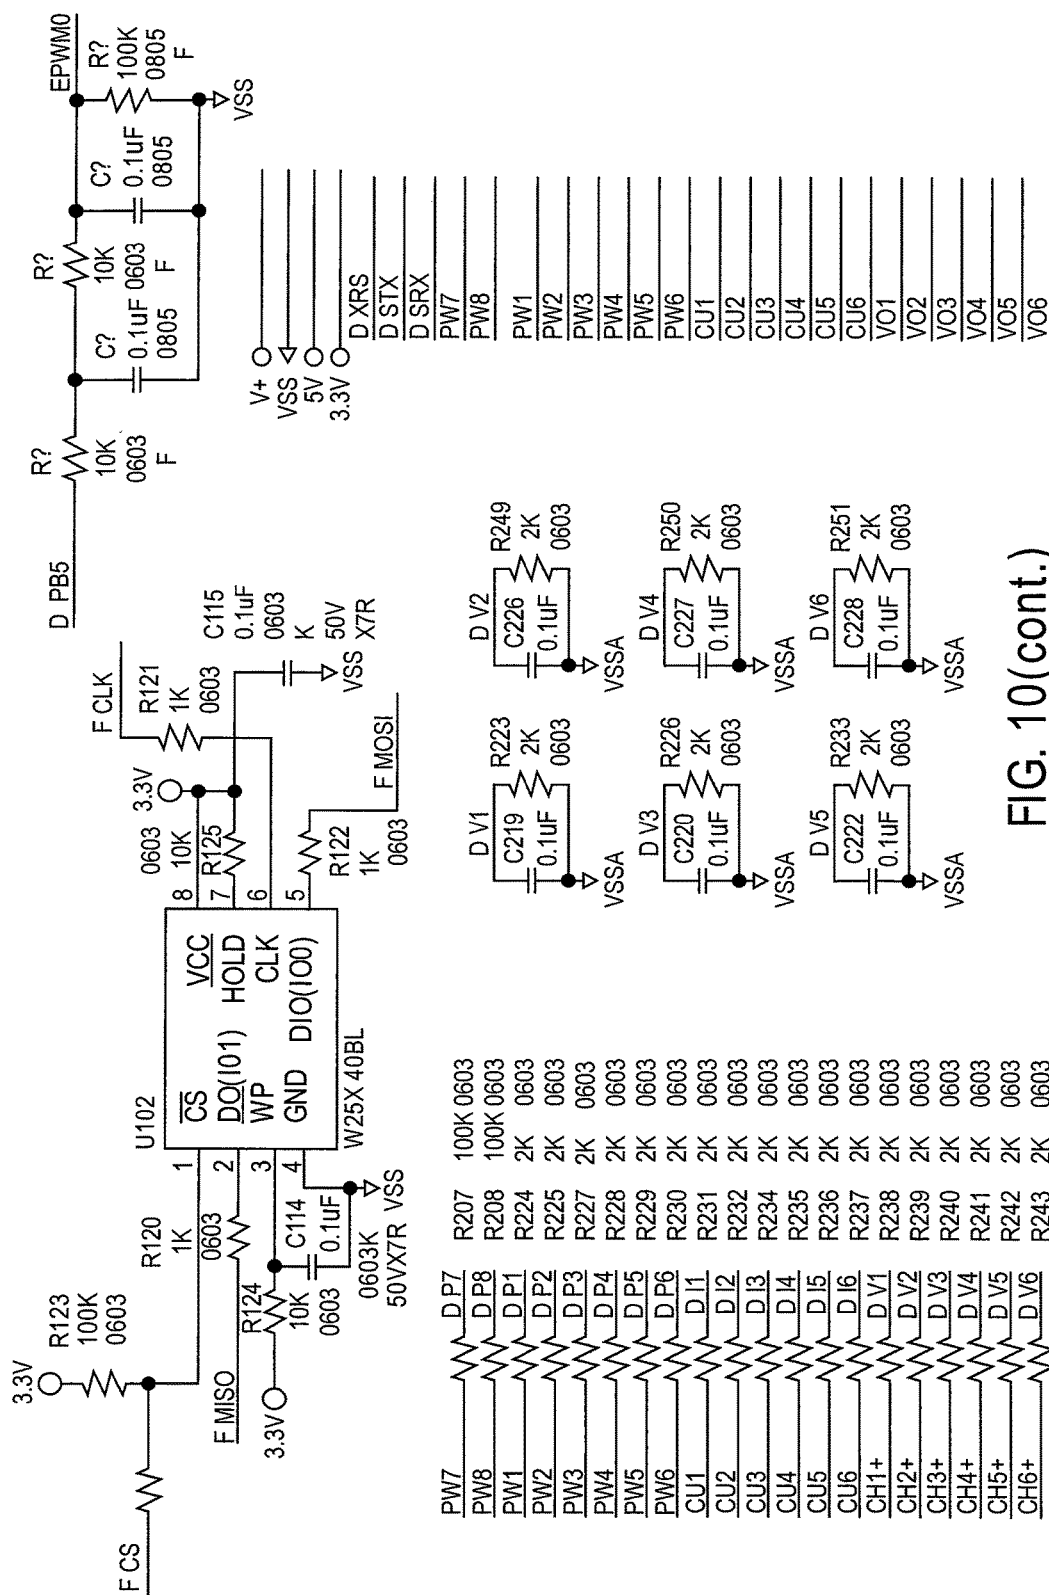 3.3V
R123
100K
0603
F CS
R120
1K
0603
F MISO
R124
10K
0603
3.3V
C114
0.1uF
0603K
50VX7R
VSS
U102
1
2
3
4
CS
DO(I01)
WP
GND
VCC
HOLD
CLK
DIO(IO0)
W25X 40BL
8
7
6
5
0603
10K
R125
3.3V
F CLK
R121
1K
0603
R122
1K
0603
F MOSI
C115
0.1uF
0603
K
50V
X7R
VSS
D PB5
R?
10K
0603
F
C?
0.1uF
0805
R?
10K
0603
F
C?
0.1uF
0805
EPWM0
R?
100K
0805
F
VSS
V+
VSS
5V
3.3V
D XRS
D STX
D SRX
PW7
PW8
PW1
PW2
PW3
PW4
PW5
PW6
CU1
CU2
CU3
CU4
CU5
CU6
VO1
VO2
VO3
VO4
VO5
VO6
PW7 D P7 R207 100K 0603
PW8 D P8 R208 100K 0603
PW1 D P1 R224 2K 0603
PW2 D P2 R225 2K 0603
PW3 D P3 R227 2K 0603
PW4 D P4 R228 2K 0603
PW5 D P5 R229 2K 0603
PW6 D P6 R230 2K 0603
CU1 D I1 R231 2K 0603
CU2 D I2 R232 2K 0603
CU3 D I3 R234 2K 0603
CU4 D I4 R235 2K 0603
CU5 D I5 R236 2K 0603
CU6 D I6 R237 2K 0603
CH1+ D V1 R238 2K 0603
CH2+ D V2 R239 2K 0603
CH3+ D V3 R240 2K 0603
CH4+ D V4 R241 2K 0603
CH5+ D V5 R242 2K 0603
CH6+ D V6 R243 2K 0603
D V1
C219
0.1uF
R223
2K
0603
VSSA
D V2
C226
0.1uF
R249
2K
0603
VSSA
D V3
C220
0.1uF
R226
2K
0603
VSSA
D V4
C227
0.1uF
R250
2K
0603
VSSA
D V5
C222
0.1uF
R233
2K
0603
VSSA
D V6
C228
0.1uF
R251
2K
0603
VSSA
FIG. 10(cont.)